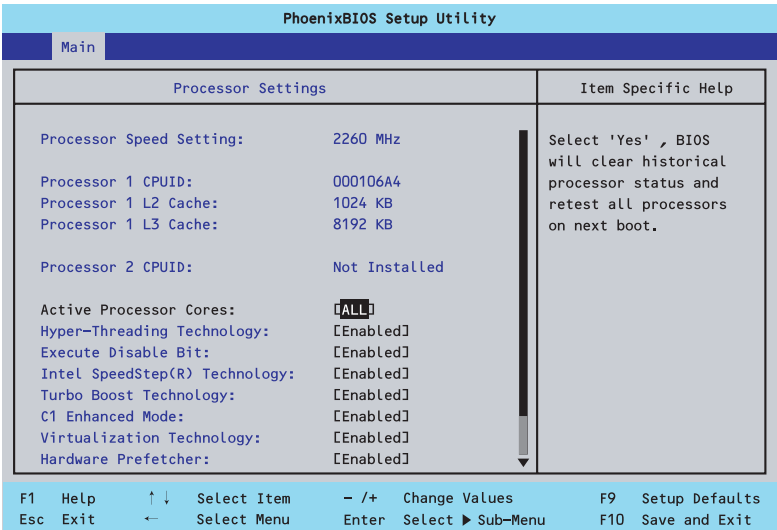 PhoenixBIOS Setup Utility
Main
Processor Settings
Item Specific Help
Processor Speed Setting: 2260 MHz
Processor 1 CPUID: 000106A4
Processor 1 L2 Cache: 1024 KB
Processor 1 L3 Cache: 8192 KB
Processor 2 CPUID: Not Installed
Active Processor Cores: [ALL]
Hyper-Threading Technology: [Enabled]
Execute Disable Bit: [Enabled]
Intel SpeedStep(R) Technology: [Enabled]
Turbo Boost Technology: [Enabled]
C1 Enhanced Mode: [Enabled]
Virtualization Technology: [Enabled]
Hardware Prefetcher: [Enabled]
Select 'Yes' , BIOS
will clear historical
processor status and
retest all processors
on next boot.
F1 Help ↑ ↓ Select Item - /+ Change Values F9 Setup Defaults
Esc Exit ← Select Menu Enter Select ▶ Sub-Menu F10 Save and Exit